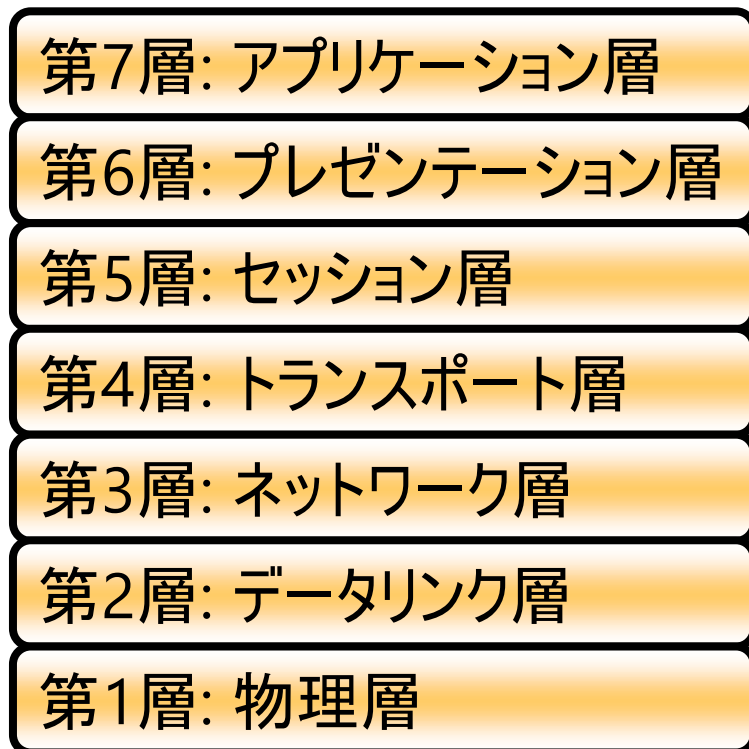 第7層: アプリケーション層
第6層: プレゼンテーション層
第5層: セッション層
第4層: トランスポート層
第3層: ネットワーク層
第2層: データリンク層
第1層: 物理層